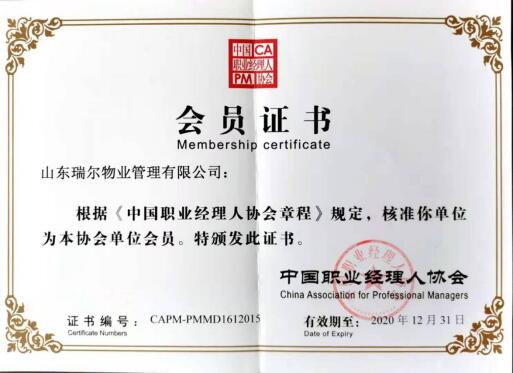 中国CA
职业经理人
PM协会
会员证书
Membership certificate
山东瑞尔物业管理有限公司：
根据《中国职业经理人协会章程》规定，核准你单位
为本协会单位会员。特颁发此证书。
中国职业经理人协会
China Association for Professional Managers
证书编号： CAPM-PMMD1612015 有效期至： 2020年12月31日
Certificate Numbers Date of Expiry